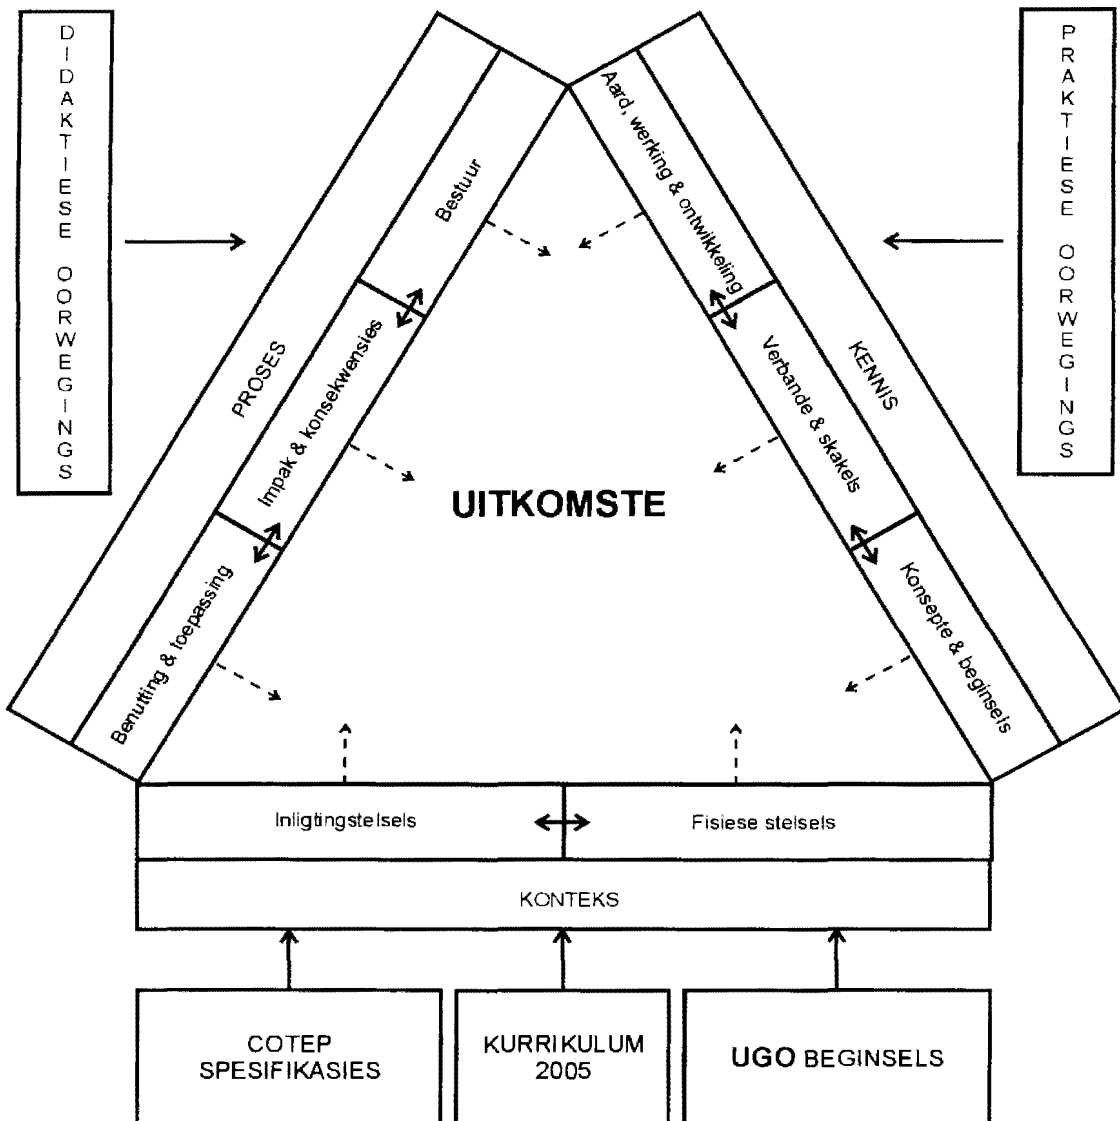 DIDAKTIESE OORWEGINGS
PRAKTIESE OORWEGINGS
PROSES
Bestuur
Impak & konsekwensies
Benutting & toepassing
Aard, werking & ontwikkeling
Verbande & skakels
Konsepte & beginsels
KENNIS
UITKOMSTE
Inligtingstelsels
Fisiese stelsels
KONTEKS
COTEP
SPESIFIKASIES
KURRIKULUM
2005
UGO BEGINSELS